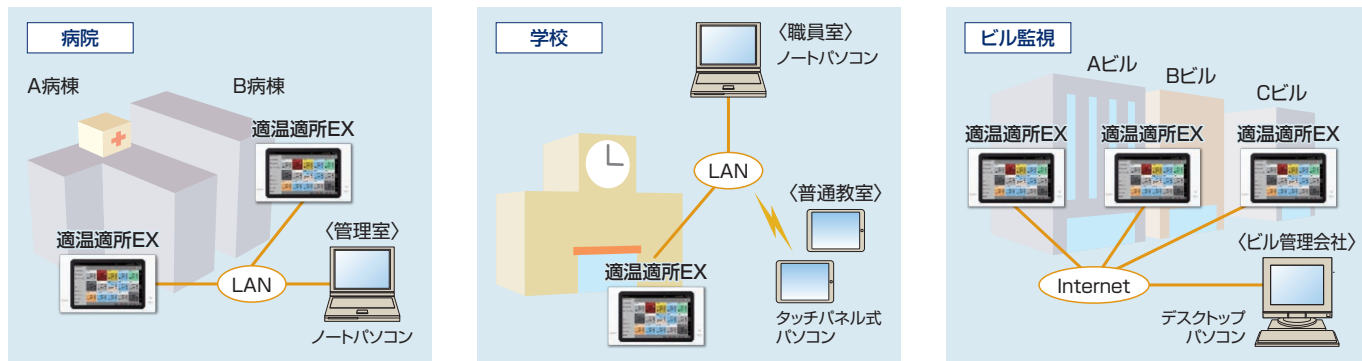 病院
A病棟
B病棟
適温適所EX
適温適所EX
〈管理室〉
LAN
ノートパソコン
学校
〈職員室〉
ノートパソコン
LAN
〈普通教室〉
適温適所EX
タッチパネル式
パソコン
ビル監視
Aビル
Bビル
Cビル
適温適所EX
適温適所EX
適温適所EX
〈ビル管理会社〉
Internet
デスクトップ
パソコン